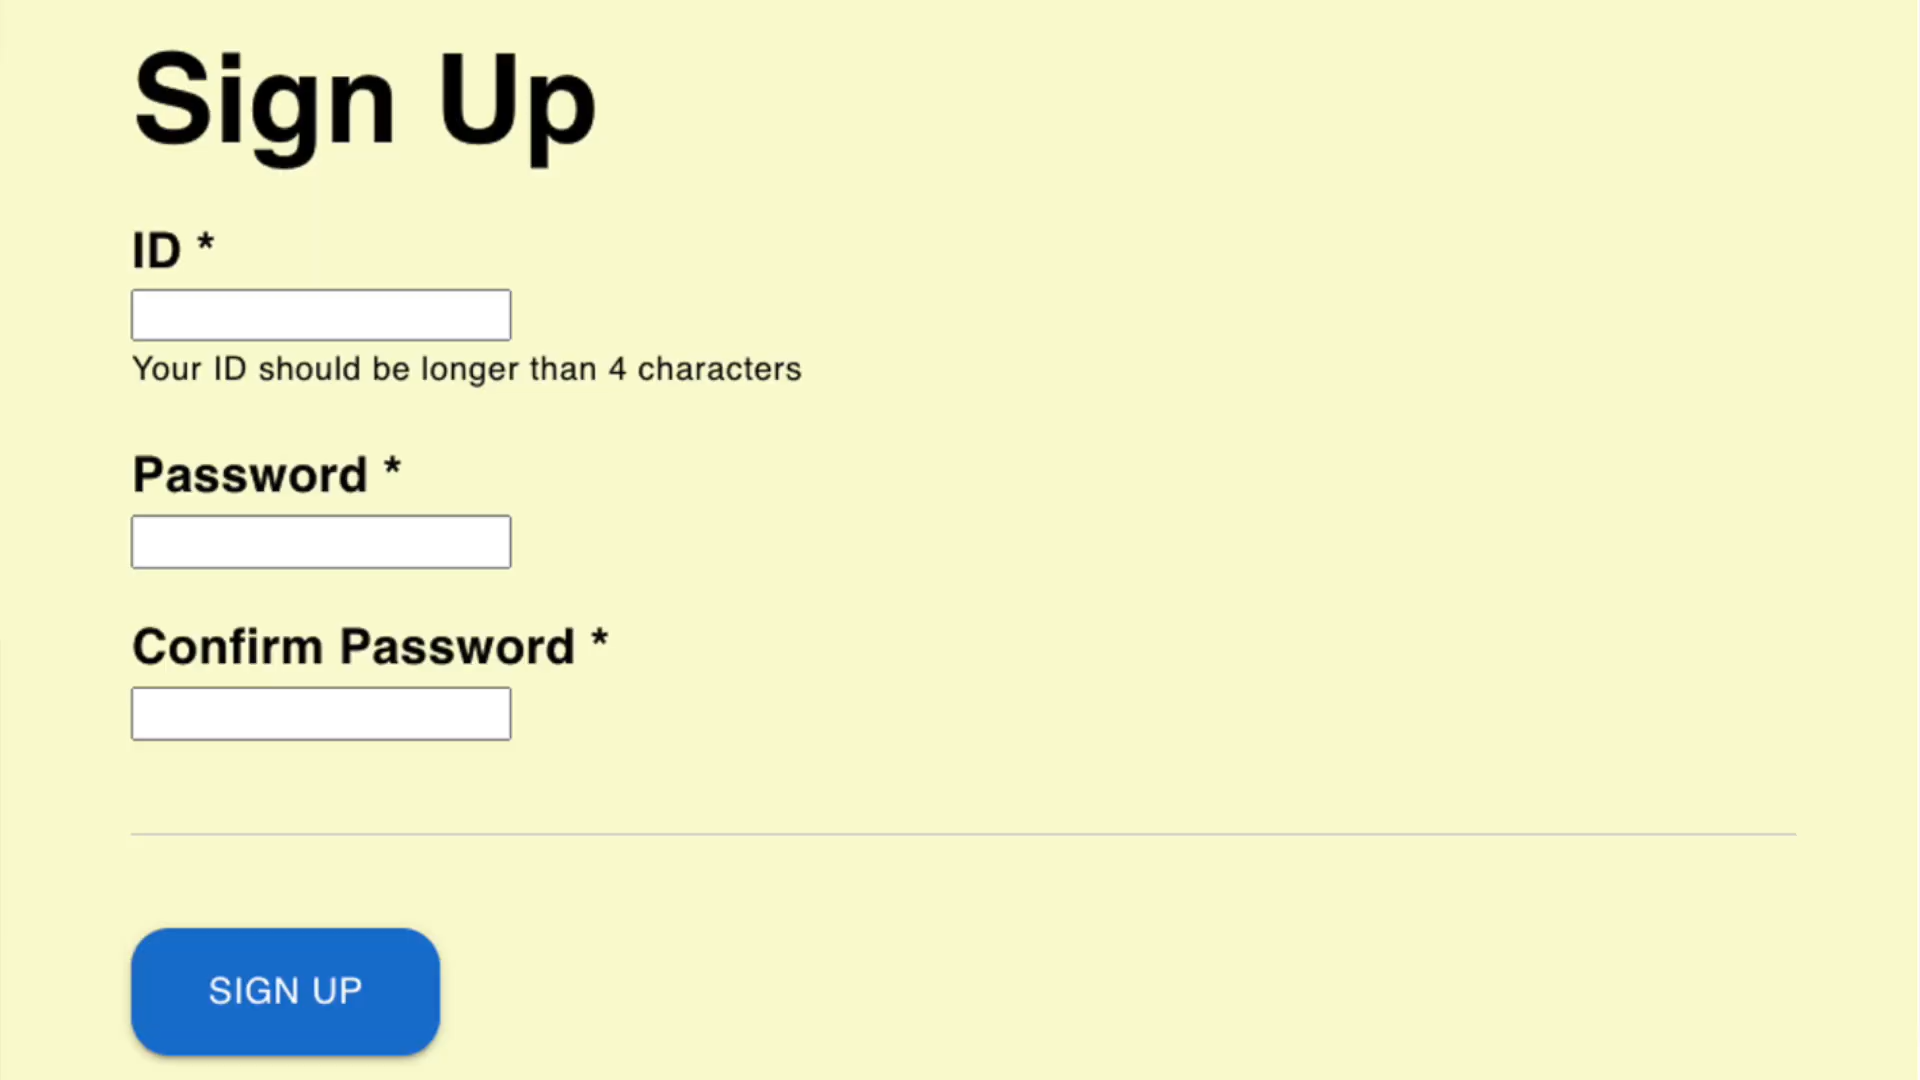 Sign Up
ID *
Your ID should be longer than 4 characters
Password *
Confirm Password *
SIGN UP